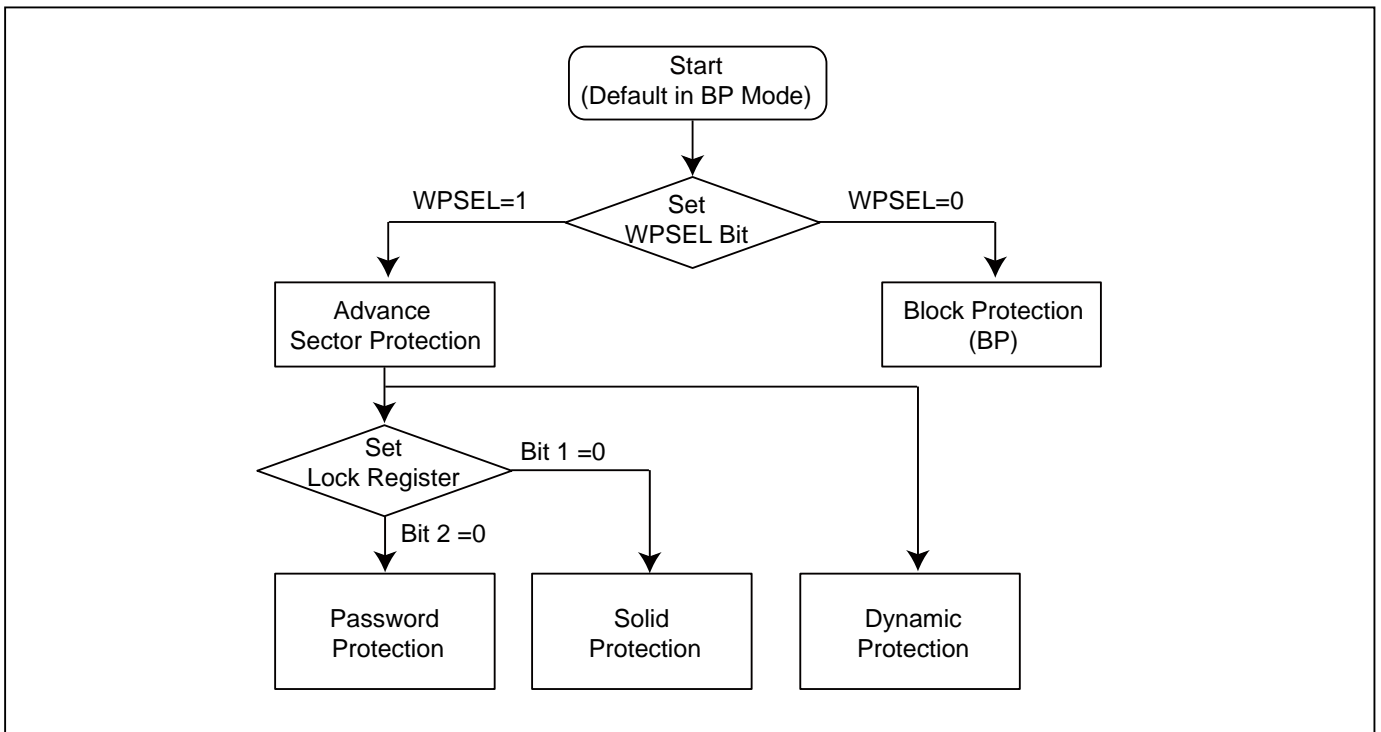 Start
(Default in BP Mode)
WPSEL=1
Set
WPSEL Bit
WPSEL=0
Advance
Sector Protection
Block Protection
(BP)
Set
Lock Register
Bit 1 =0
Bit 2 =0
Password
Protection
Solid
Protection
Dynamic
Protection